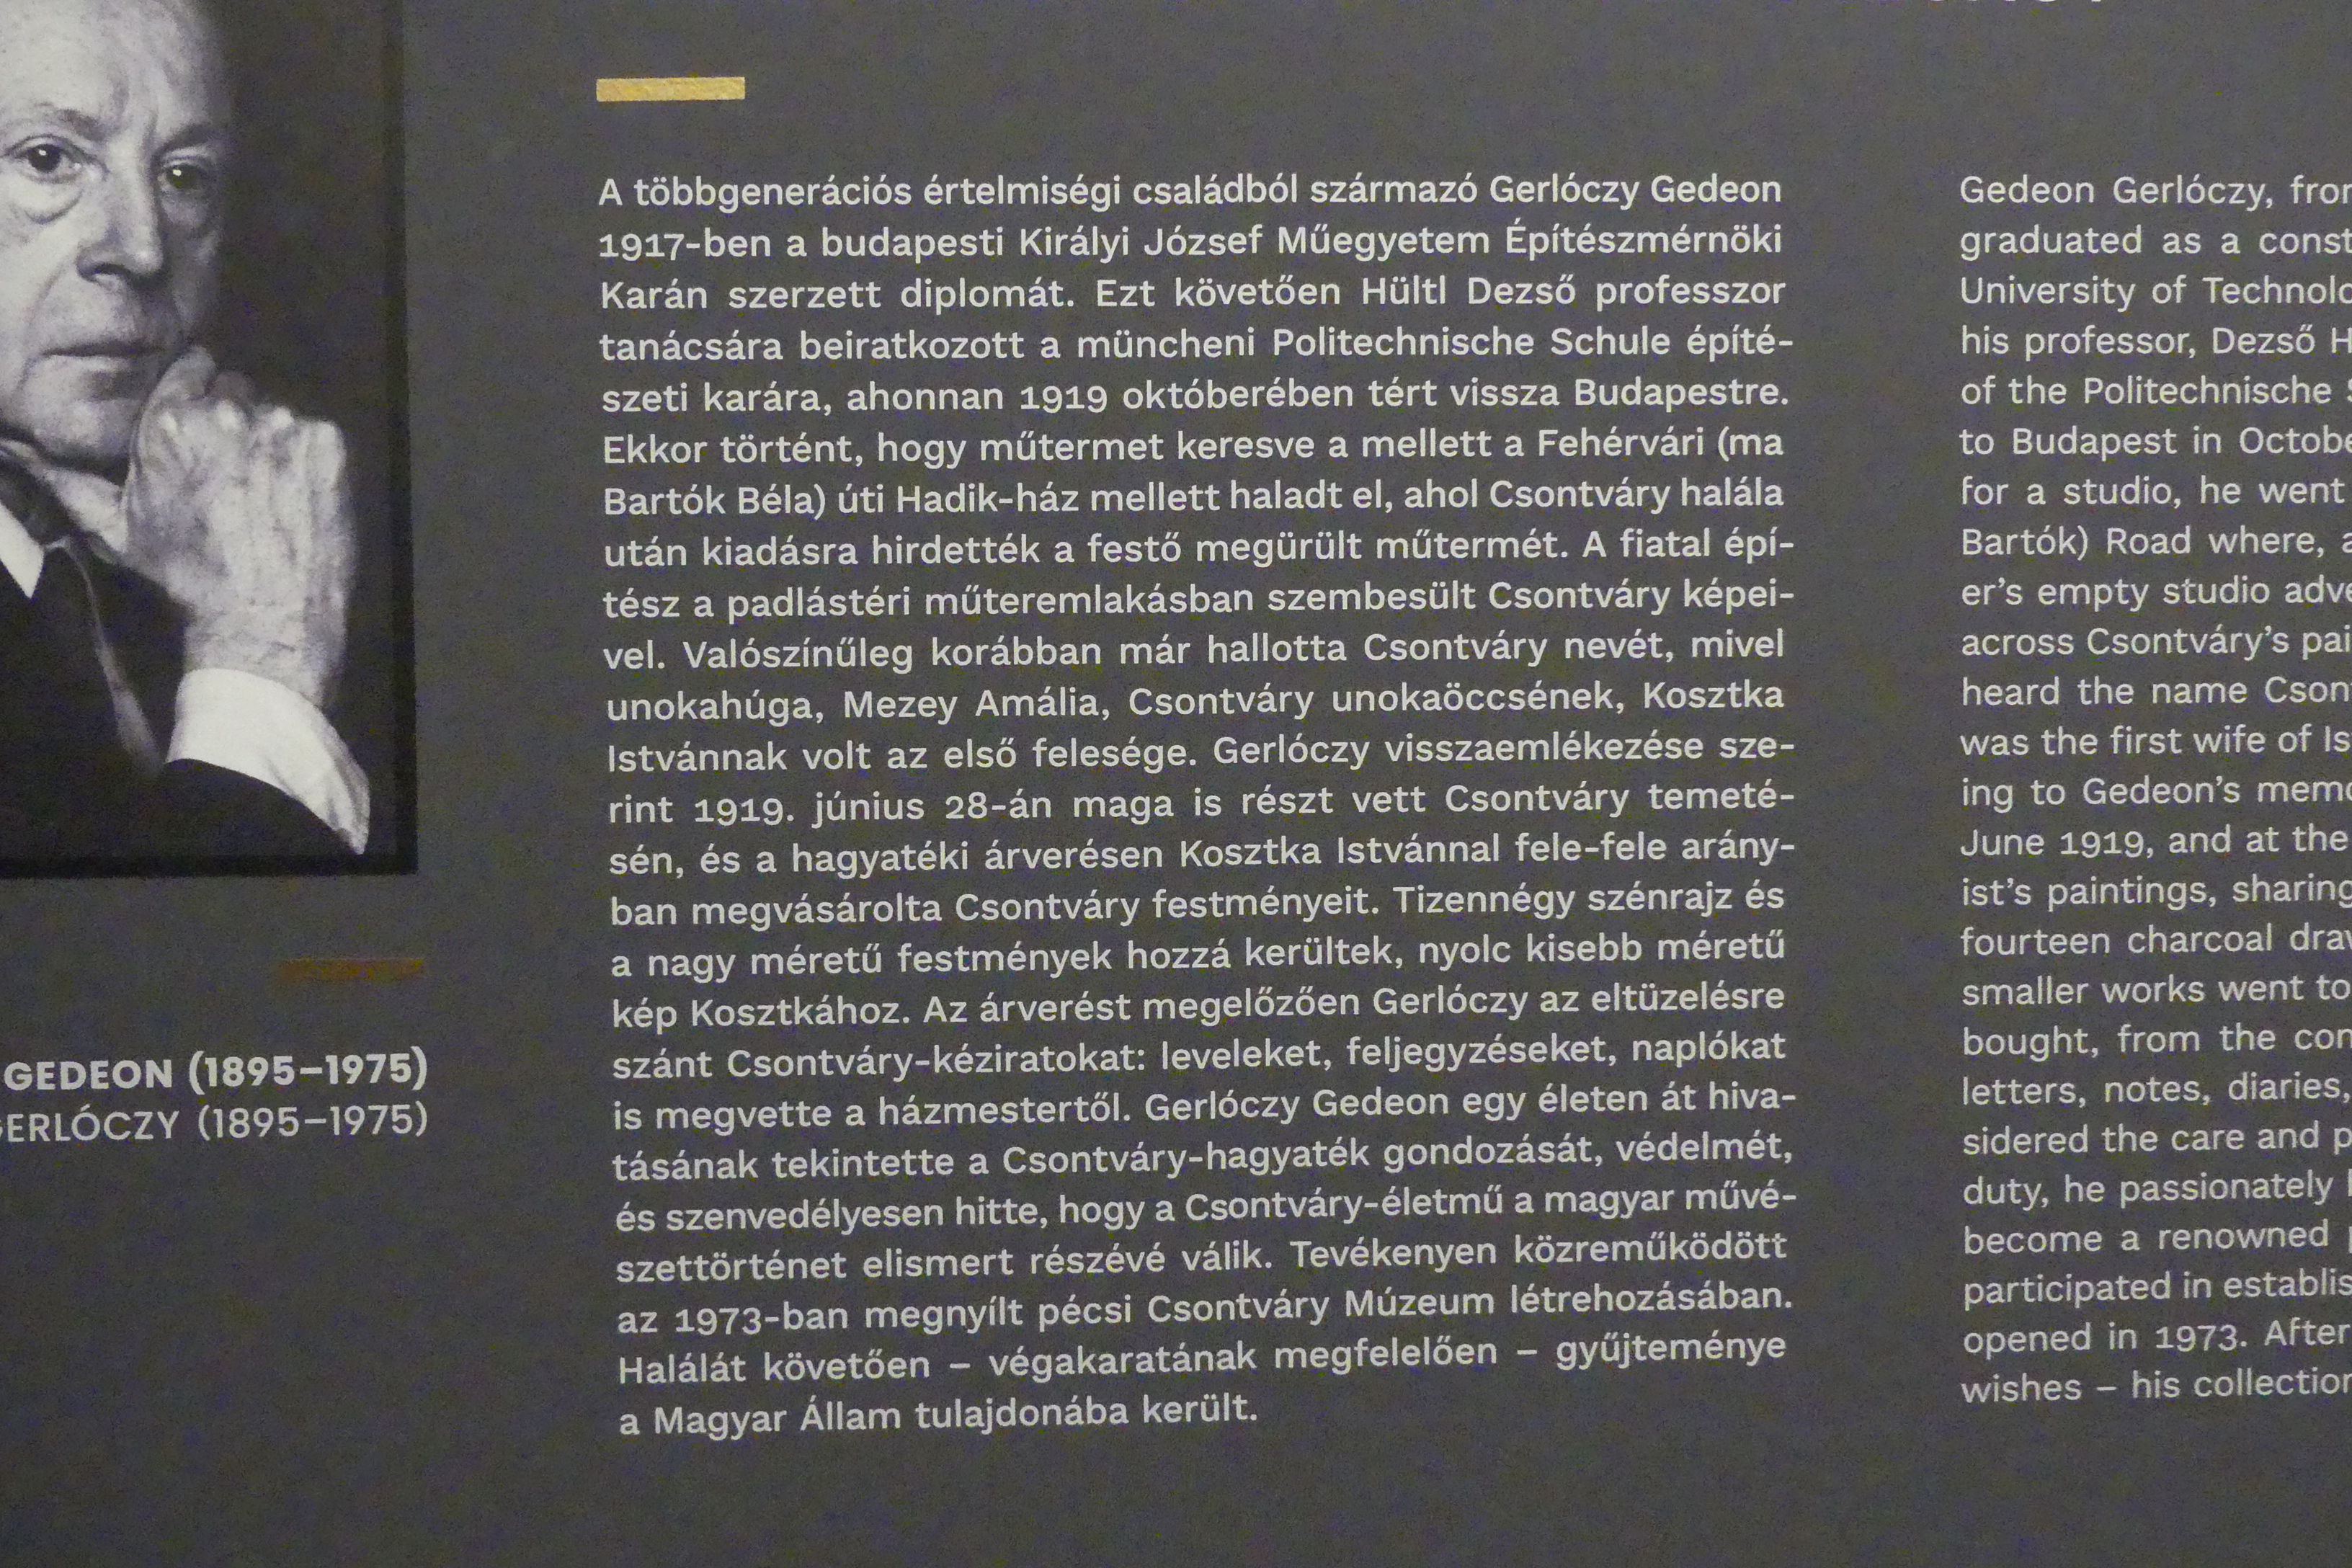 GEDEON (1895–1975)
GERLÓCZY (1895–1975)
A többgenerációs értelmiségi családból származó Gerlóczy Gedeon
1917-ben a budapesti Királyi József Műegyetem Építészmérnöki
Karán szerzett diplomát. Ezt követően Hültl Dezső professzor
tanácsára beiratkozott a müncheni Politechnische Schule építé-
szeti karára, ahonnan 1919 októberében tért vissza Budapestre.
Ekkor történt, hogy műtermet keresve a mellett a Fehérvári (ma
Bartók Béla) úti Hadik-ház mellett haladt el, ahol Csontváry halála
után kiadásra hirdették a festő megürült műtermét. A fiatal épí-
tész a padlástéri műteremlakásban szembesült Csontváry képei-
vel. Valószínűleg korábban már hallotta Csontváry nevét, mivel
unokahúga, Mezey Amália, Csontváry unokaöccsének, Kosztka
Istvánnak volt az első felesége. Gerlóczy visszaemlékezése sze-
rint 1919. június 28-án maga is részt vett Csontváry temeté-
sén, és a hagyatéki árverésen Kosztka Istvánnal fele-fele arány-
ban megvásárolta Csontváry festményeit. Tizennégy szénrajz és
a nagy méretű festmények hozzá kerültek, nyolc kisebb méretű
kép Kosztkához. Az árverést megelőzően Gerlóczy az eltüzelésre
szánt Csontváry-kéziratokat: leveleket, feljegyzéseket, naplókat
is megvette a házmestertől. Gerlóczy Gedeon egy életen át hiva-
tásának tekintette a Csontváry-hagyaték gondozását, védelmét,
és szenvedélyesen hitte, hogy a Csontváry-életmű a magyar művé-
szettörténet elismert részévé válik. Tevékenyen közreműködött
az 1973-ban megnyílt pécsi Csontváry Múzeum létrehozásában.
Halálát követően – végakaratának megfelelően – gyűjteménye
a Magyar Állam tulajdonába került.
Gedeon Gerlóczy,
graduated as a
University of
his professor, Dezső
of the Politechnische
to Budapest in
for a studio, he went
Bartók) Road where,
er's empty studio
across Csontváry's
heard the name
was the first wife of
ing to Gedeon's
June 1919, and at the
ist's paintings,
fourteen charcoal
smaller works went to
bought, from the
letters, notes, diaries,
sidered the care and
duty, he passionately
become a renowned
participated in
opened in 1973. After
wishes – his